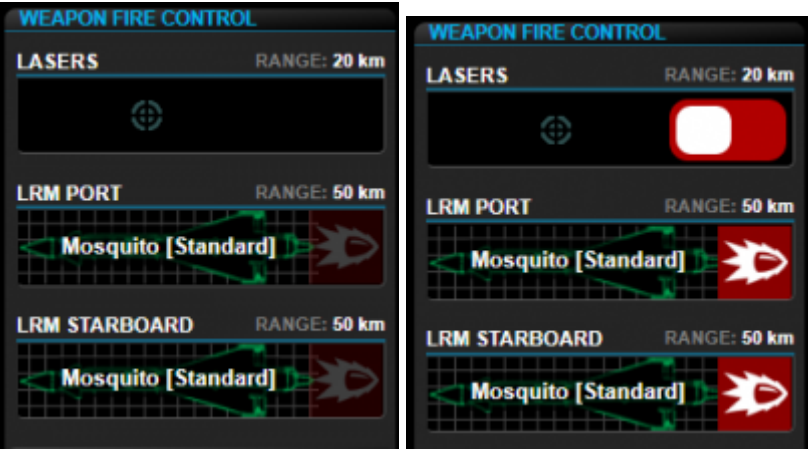 WEAPON FIRE CONTROL
LASERS RANGE: 20 km
LRM PORT RANGE: 50 km
Mosquito [Standard]
LRM STARBOARD RANGE: 50 km
Mosquito [Standard]
WEAPON FIRE CONTROL
LASERS RANGE: 20 km
LRM PORT RANGE: 50 km
Mosquito [Standard]
LRM STARBOARD RANGE: 50 km
Mosquito [Standard]